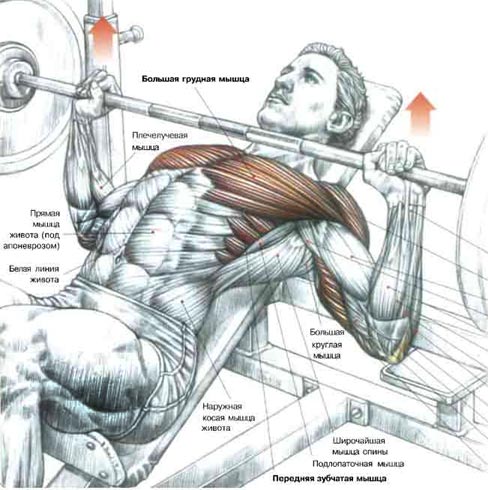 Большая грудная мышца
Плечелучевая
мышца
Прямая
мышца
живота (под
апоневрозом)
Белая линия
живота
Большая
круглая
мышца
Наружная
косая мышца
живота
Широчайшая
мышца спины
Подлопаточная мышца
Передняя зубчатая мышца